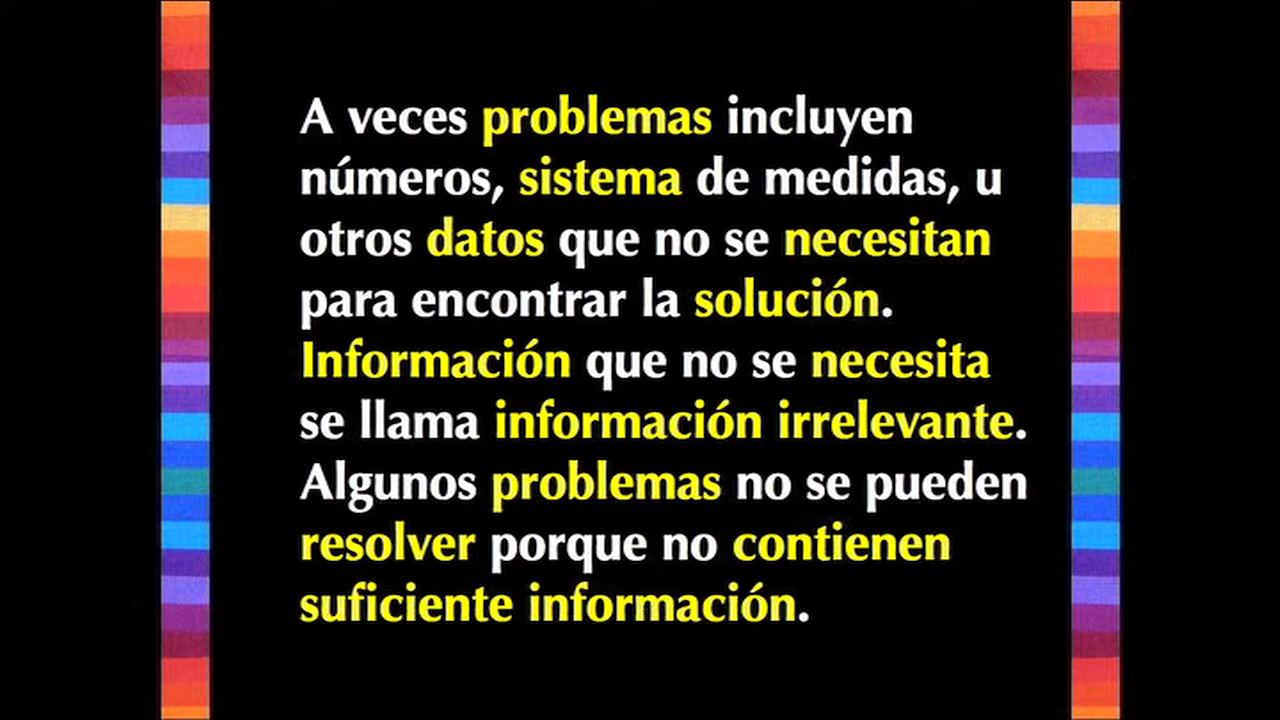 A veces problemas incluyen
números, sistema de medidas, u
otros datos que no se necesitan
para encontrar la solución.
Información que no se necesita
se llama información irrelevante.
Algunos problemas no se pueden
resolver porque no contienen
suficiente información.